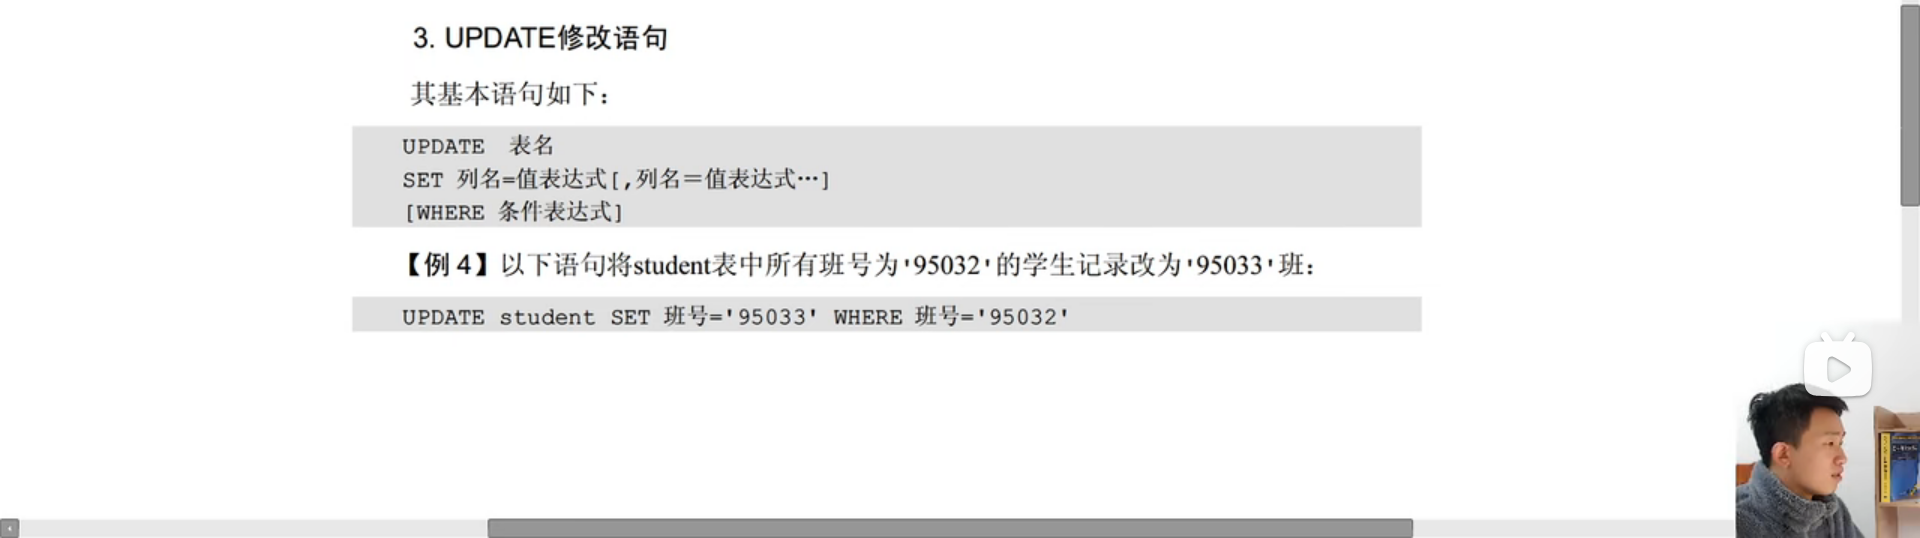 3. UPDATE修改语句
其基本语句如下：
UPDATE 表名
SET 列名=值表达式[,列名＝值表达式…]
[WHERE 条件表达式]
【例 4】以下语句将student表中所有班号为'95032'的学生记录改为'95033'班：
UPDATE student SET 班号='95033' WHERE 班号='95032'